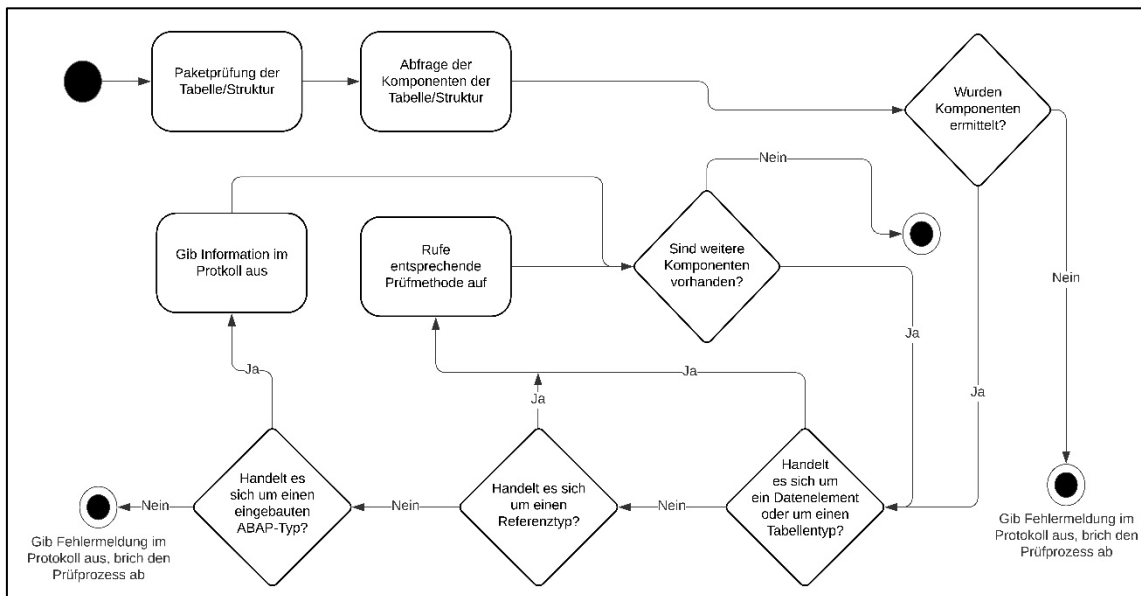 Paketprüfung der
Tabelle/Struktur
Abfrage der
Komponenten der
Tabelle/Struktur
Wurden
Komponenten
ermittelt?
Nein
Gib Information im
Protkoll aus
Rufe
entsprechende
Prüfmethode auf
Sind weitere
Komponenten
vorhanden?
Nein
Ja
Ja
Ja
Ja
Ja
Handelt es
sich um einen
eingebauten
ABAP-Typ?
Handelt es sich
um einen
Referenztyp?
Handelt
es sich um
ein Datenelement
oder um einen
Tabellentyp?
Nein
Nein
Nein
Gib Fehlermeldung im
Protokoll aus, brich den
Prüfprozess ab
Gib Fehlermeldung im
Protokoll aus, brich den
Prüfprozess ab